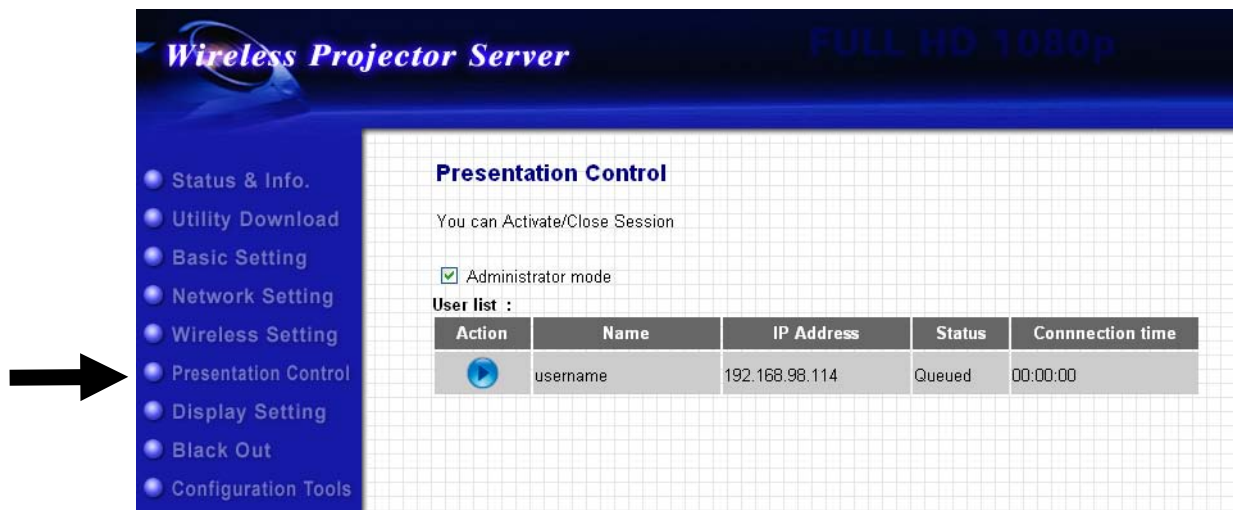 Wireless Projector Server
FULL HD 1080p
Status & Info.
Utility Download
Basic Setting
Network Setting
Wireless Setting
Presentation Control
Display Setting
Black Out
Configuration Tools
Presentation Control
You can Activate/Close Session
Administrator mode
User list :
Action Name IP Address Status Connnection time
username 192.168.98.114 Queued 00:00:00